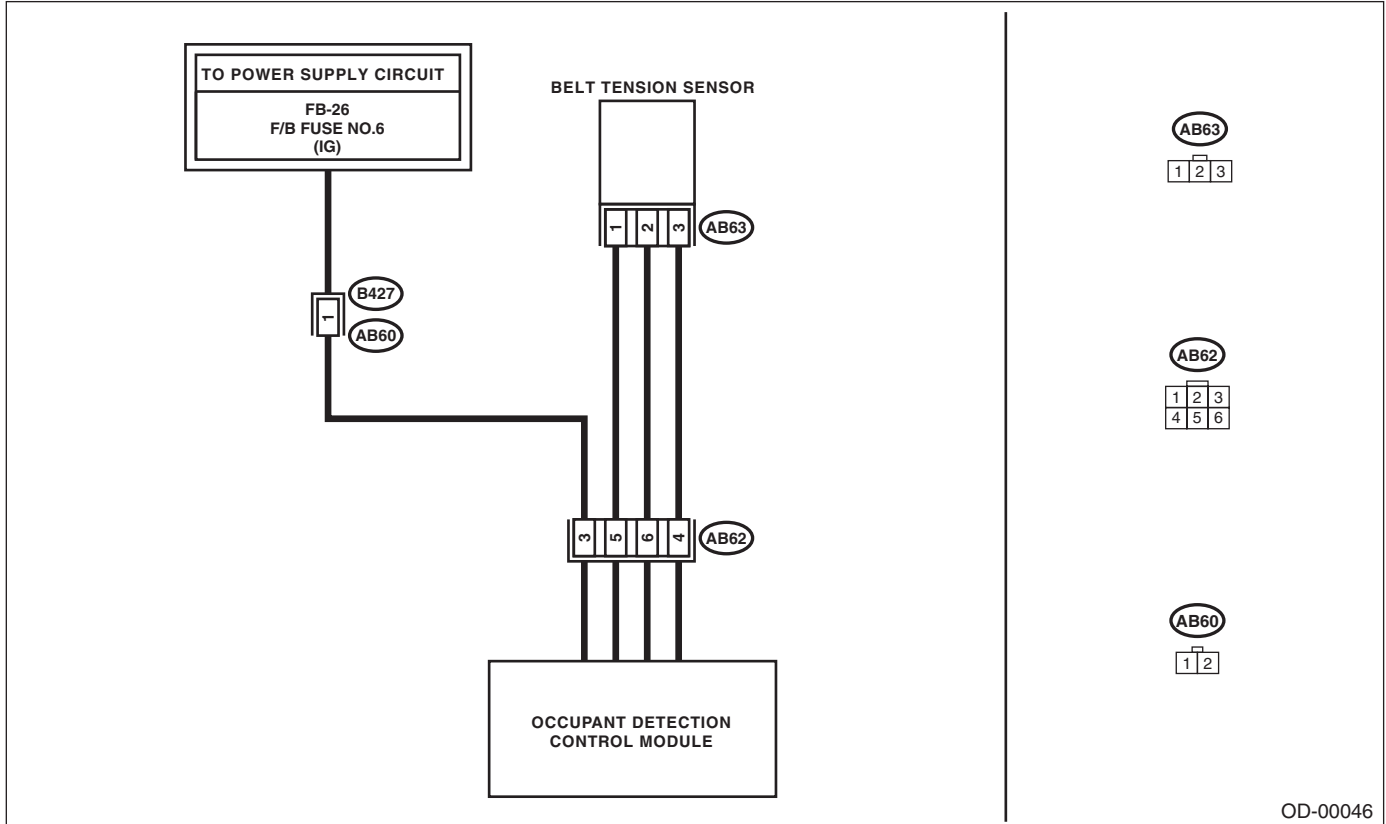 TO POWER SUPPLY CIRCUIT
FB-26
F/B FUSE NO.6
(IG)
BELT TENSION SENSOR
1 2 3
AB63
B427
1
AB60
3 5 6 4
AB62
OCCUPANT DETECTION
CONTROL MODULE
AB63
1 2 3
AB62
1 2 3
4 5 6
AB60
1 2
OD-00046